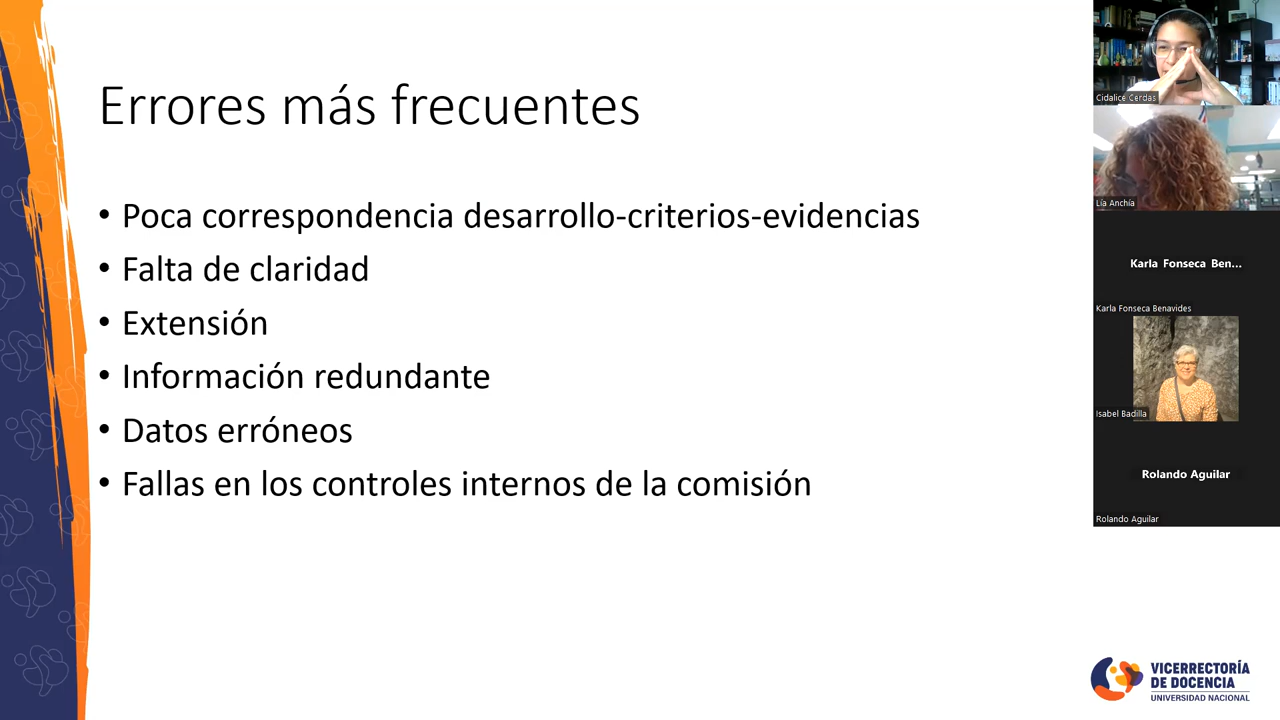 Errores más frecuentes
• Poca correspondencia desarrollo-criterios-evidencias
• Falta de claridad
• Extensión
• Información redundante
• Datos erróneos
• Fallas en los controles internos de la comisión
Cidalice Cerdas
Lía Anchía
Karla Fonseca Ben...
Karla Fonseca Benavides
Isabel Badilla
Rolando Aguilar
Rolando Aguilar
VICERRECTORÍA
DE DOCENCIA
UNIVERSIDAD NACIONAL